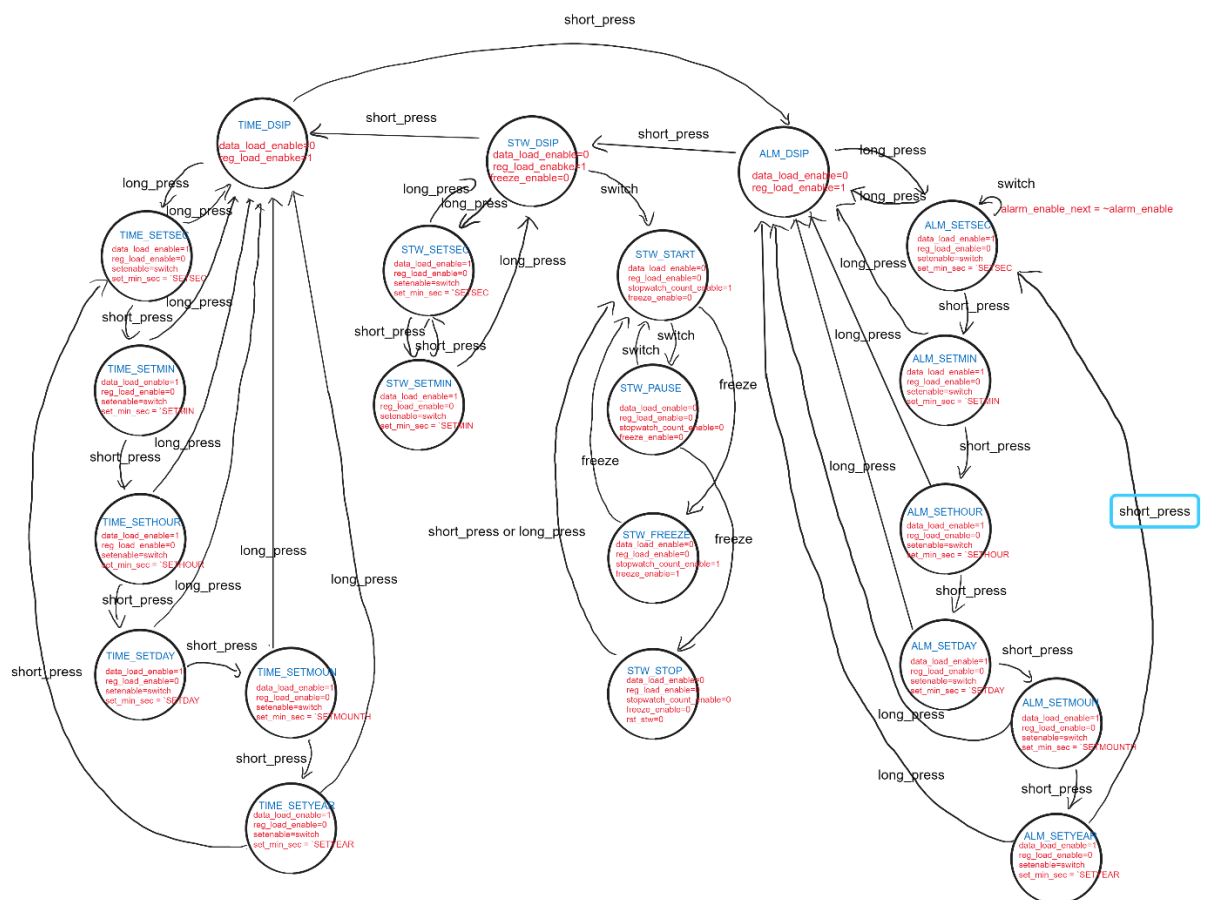 short_press
TIME_DSIP
data_load_enable=0
reg_load_enabke=1
short_press
STW_DSIP
data_load_enable=0
reg_load_enabke=1
freeze_enable=0
short_press
ALM_DSIP
data_load_enable=0
reg_load_enable=1
long_press
long_press
long_press
long_press
switch
long_press
long_press
switch
alarm_enable_next = ~alarm_enable
TIME_SETSEC
data_load_enable=1
reg_load_enable=0
setenable=switch
set_min_sec = `SETSEC
STW_SETSEC
data_load_enable=1
reg_load_enable=0
setenable=switch
set_min_sec = `SETSEC
long_press
STW_START
data_load_enable=0
reg_load_enable=0
stopwatch_count_enable=1
freeze_enable=0
ALM_SETSEC
data_load_enable=1
reg_load_enable=0
setenable=switch
set_min_sec = `SETSEC
long_press
long_press
short_press
short_press
short_press
switch
switch
long_press
short_press
TIME_SETMIN
data_load_enable=1
reg_load_enable=0
setenable=switch
set_min_sec = `SETMIN
STW_SETMIN
data_load_enable=1
reg_load_enable=0
setenable=switch
set_min_sec = `SETMIN
STW_PAUSE
data_load_enable=0
reg_load_enable=0
stopwatch_count_enable=0
freeze_enable=0
freeze
ALM_SETMIN
data_load_enable=1
reg_load_enable=0
setenable=switch
set_min_sec = `SETMIN
short_press
long_press
freeze
long_press
short_press
TIME_SETHOUR
data_load_enable=1
reg_load_enable=0
setenable=switch
set_min_sec = `SETHOUR
long_press
short_press or long_press
STW_FREEZE
data_load_enable=0
reg_load_enable=0
stopwatch_count_enable=1
freeze_enable=1
freeze
ALM_SETHOUR
data_load_enable=1
reg_load_enable=0
setenable=switch
set_min_sec = `SETHOUR
short_press
short_press
long_press
long_press
short_press
TIME_SETDAY
data_load_enable=1
reg_load_enable=0
setenable=switch
set_min_sec = `SETDAY
short_press
short_press
TIME_SETMOUN
data_load_enable=1
reg_load_enable=0
setenable=switch
set_min_sec = `SETMOUNTH
STW_STOP
data_load_enable=0
stopwatch_count_enable=0
freeze_enable=0
rst_stw=0
ALM_SETDAY
data_load_enable=1
reg_load_enable=0
setenable=switch
set_min_sec = `SETDAY
short_press
long_press
ALM_SETMOUN
data_load_enable=1
reg_load_enable=0
setenable=switch
set_min_sec = `SETMOUNTH
short_press
long_press
short_press
TIME_SETYEAR
data_load_enable=1
reg_load_enable=0
setenable=switch
set_min_sec = `SETYEAR
ALM_SETYEAR
data_load_enable=1
reg_load_enable=0
setenable=switch
set_min_sec = `SETYEAR